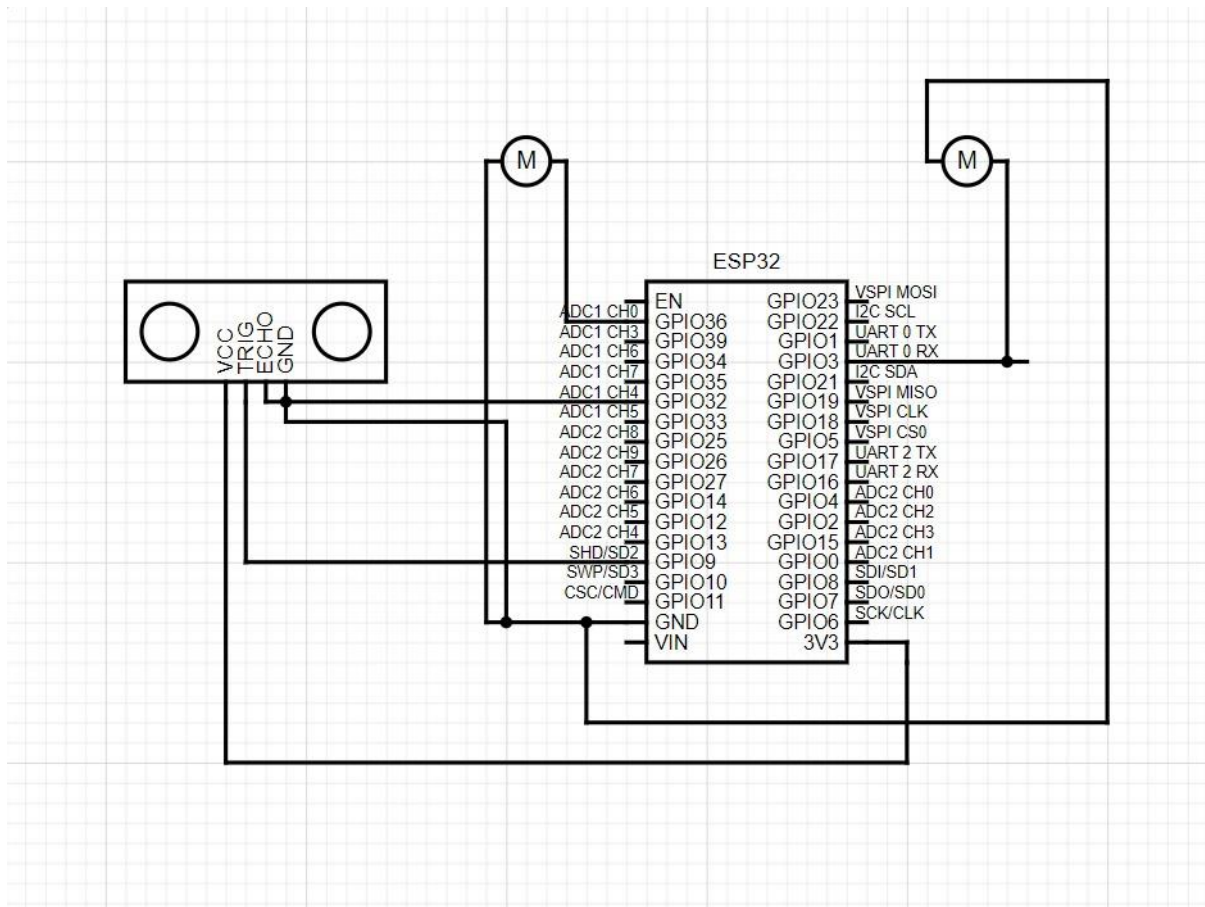 M
M
ESP32
VCC
TRIG
ECHO
GND
ADC1 CH0
ADC1 CH3
ADC1 CH6
ADC1 CH7
ADC1 CH4
ADC1 CH5
ADC2 CH8
ADC2 CH9
ADC2 CH7
ADC2 CH6
ADC2 CH5
ADC2 CH4
SHD/SD2
SWP/SD3
CSC/CMD
EN
GPIO36
GPIO39
GPIO34
GPIO35
GPIO32
GPIO33
GPIO25
GPIO26
GPIO27
GPIO14
GPIO12
GPIO13
GPIO9
GPIO10
GPIO11
GND
VIN
GPIO23
GPIO22
GPIO1
GPIO3
GPIO21
GPIO19
GPIO18
GPIO5
GPIO17
GPIO16
GPIO4
GPIO2
GPIO15
GPIO0
GPIO8
GPIO7
GPIO6
3V3
VSPI MOSI
I2C SCL
UART 0 TX
UART 0 RX
I2C SDA
VSPI MISO
VSPI CLK
VSPI CS0
UART 2 TX
UART 2 RX
ADC2 CH0
ADC2 CH2
ADC2 CH3
ADC2 CH1
SDI/SD1
SDO/SD0
SCK/CLK